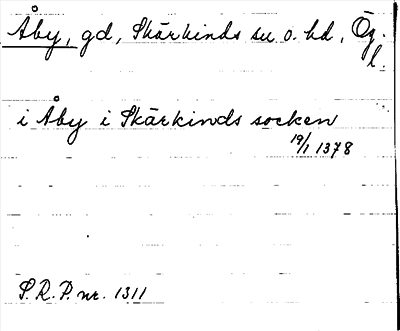 Åby, gd, Skärkinds sn o. hd, Ög. l.
i Åby i Skärkinds socken
19/1 1378
S.R.P. nr. 1311